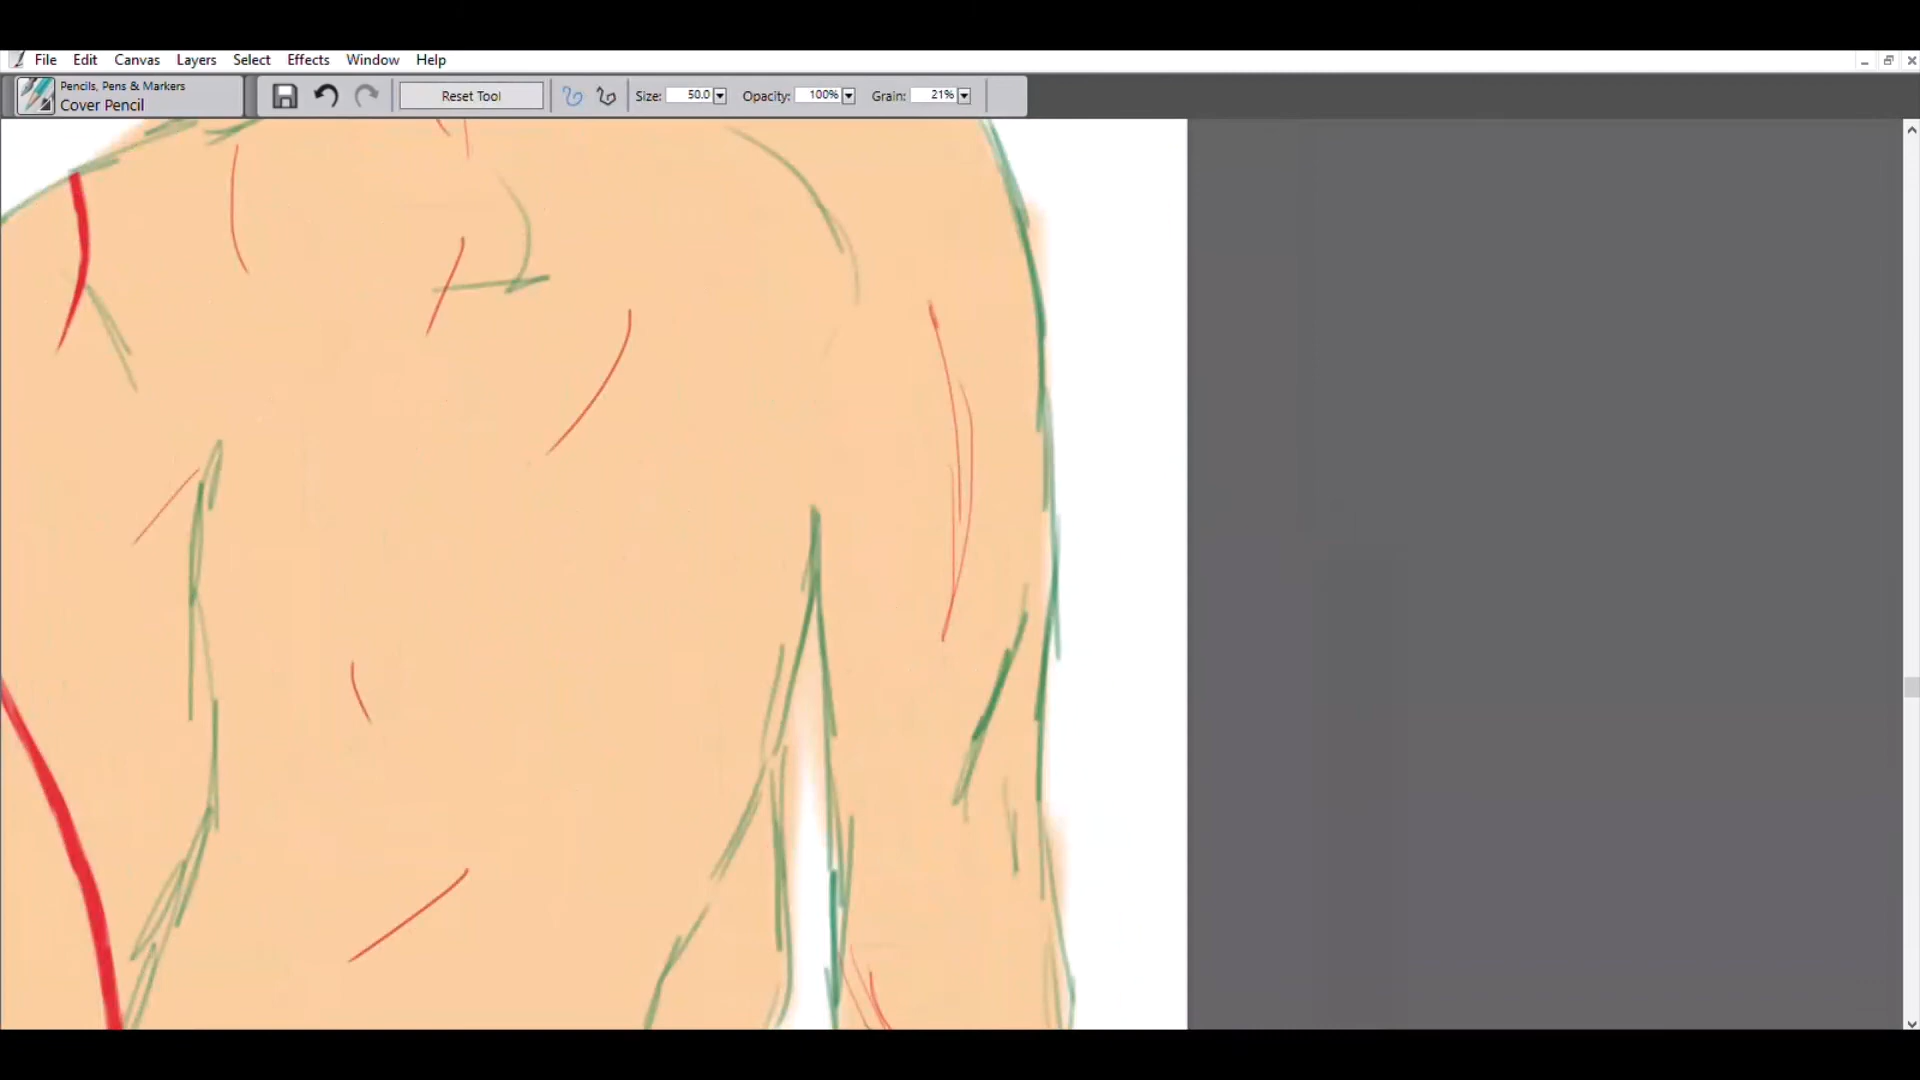 File Edit Canvas Layers Select Effects Window Help
Pencils, Pens & Markers
Cover Pencil
Reset Tool Size: 50.0 Opacity: 100% Grain: 21%